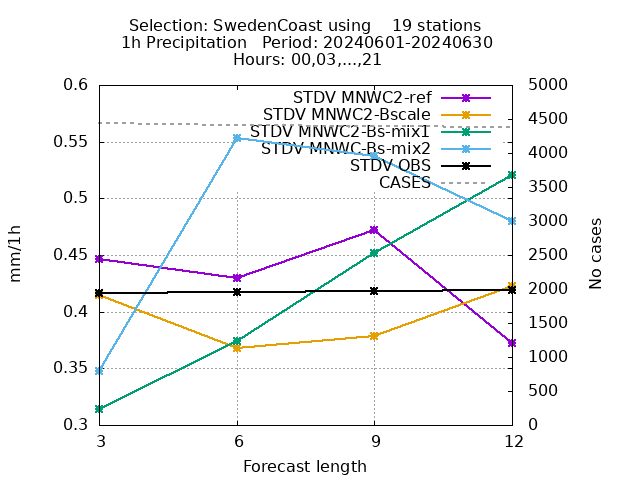 Selection: SwedenCoast using    19 stations
1h Precipitation   Period: 20240601-20240630
Hours: 00,03,...,21
STDV MNWC2-ref
STDV MNWC2-Bscale
STDV MNWC2-Bs-mix1
STDV MNWC-Bs-mix2
STDV OBS
CASES
0.6
0.55
0.5
0.45
0.4
0.35
0.3
mm/1h
5000
4500
4000
3500
3000
2500
2000
1500
1000
500
0
No cases
3 6 9 12
Forecast length